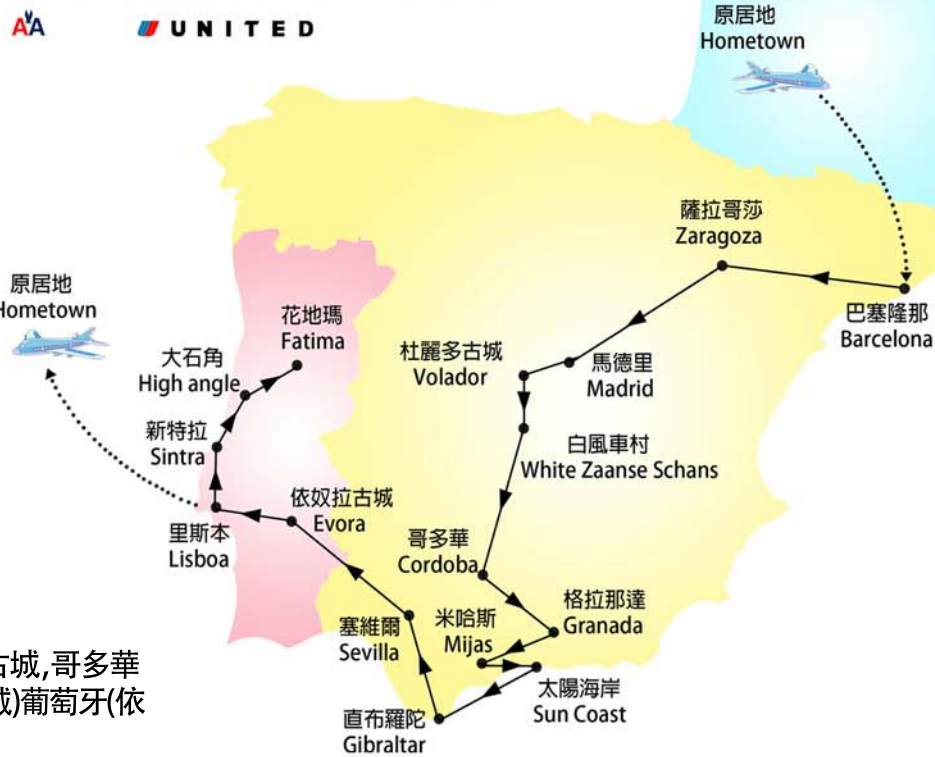 AA
UNITED
原居地
Hometown
薩拉哥莎
Zaragoza
巴塞隆那
Barcelona
原居地
Hometown
花地瑪
Fatima
大石角
High angle
新特拉
Sintra
杜麗多古城
Volador
馬德里
Madrid
白風車村
White Zaanse Schans
里斯本
Lisboa
依奴拉古城
Evora
哥多華
Cordoba
格拉那達
Granada
米哈斯
Mijas
塞維爾
Sevilla
太陽海岸
Sun Coast
直布羅陀
Gibraltar
古城,哥多華
)葡萄牙(依